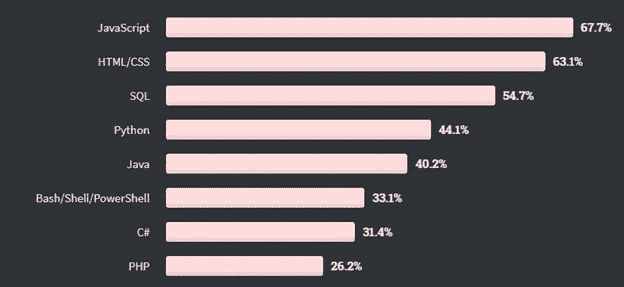 JavaScript 67.7%
HTML/CSS 63.1%
SQL 54.7%
Python 44.1%
Java 40.2%
Bash/Shell/PowerShell 33.1%
C# 31.4%
PHP 26.2%